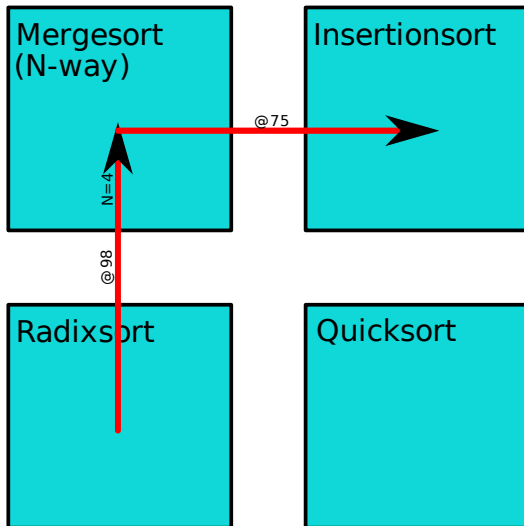 Mergesort
(N-way)
Insertionsort
@75
N=4
@98
Radixsort
Quicksort